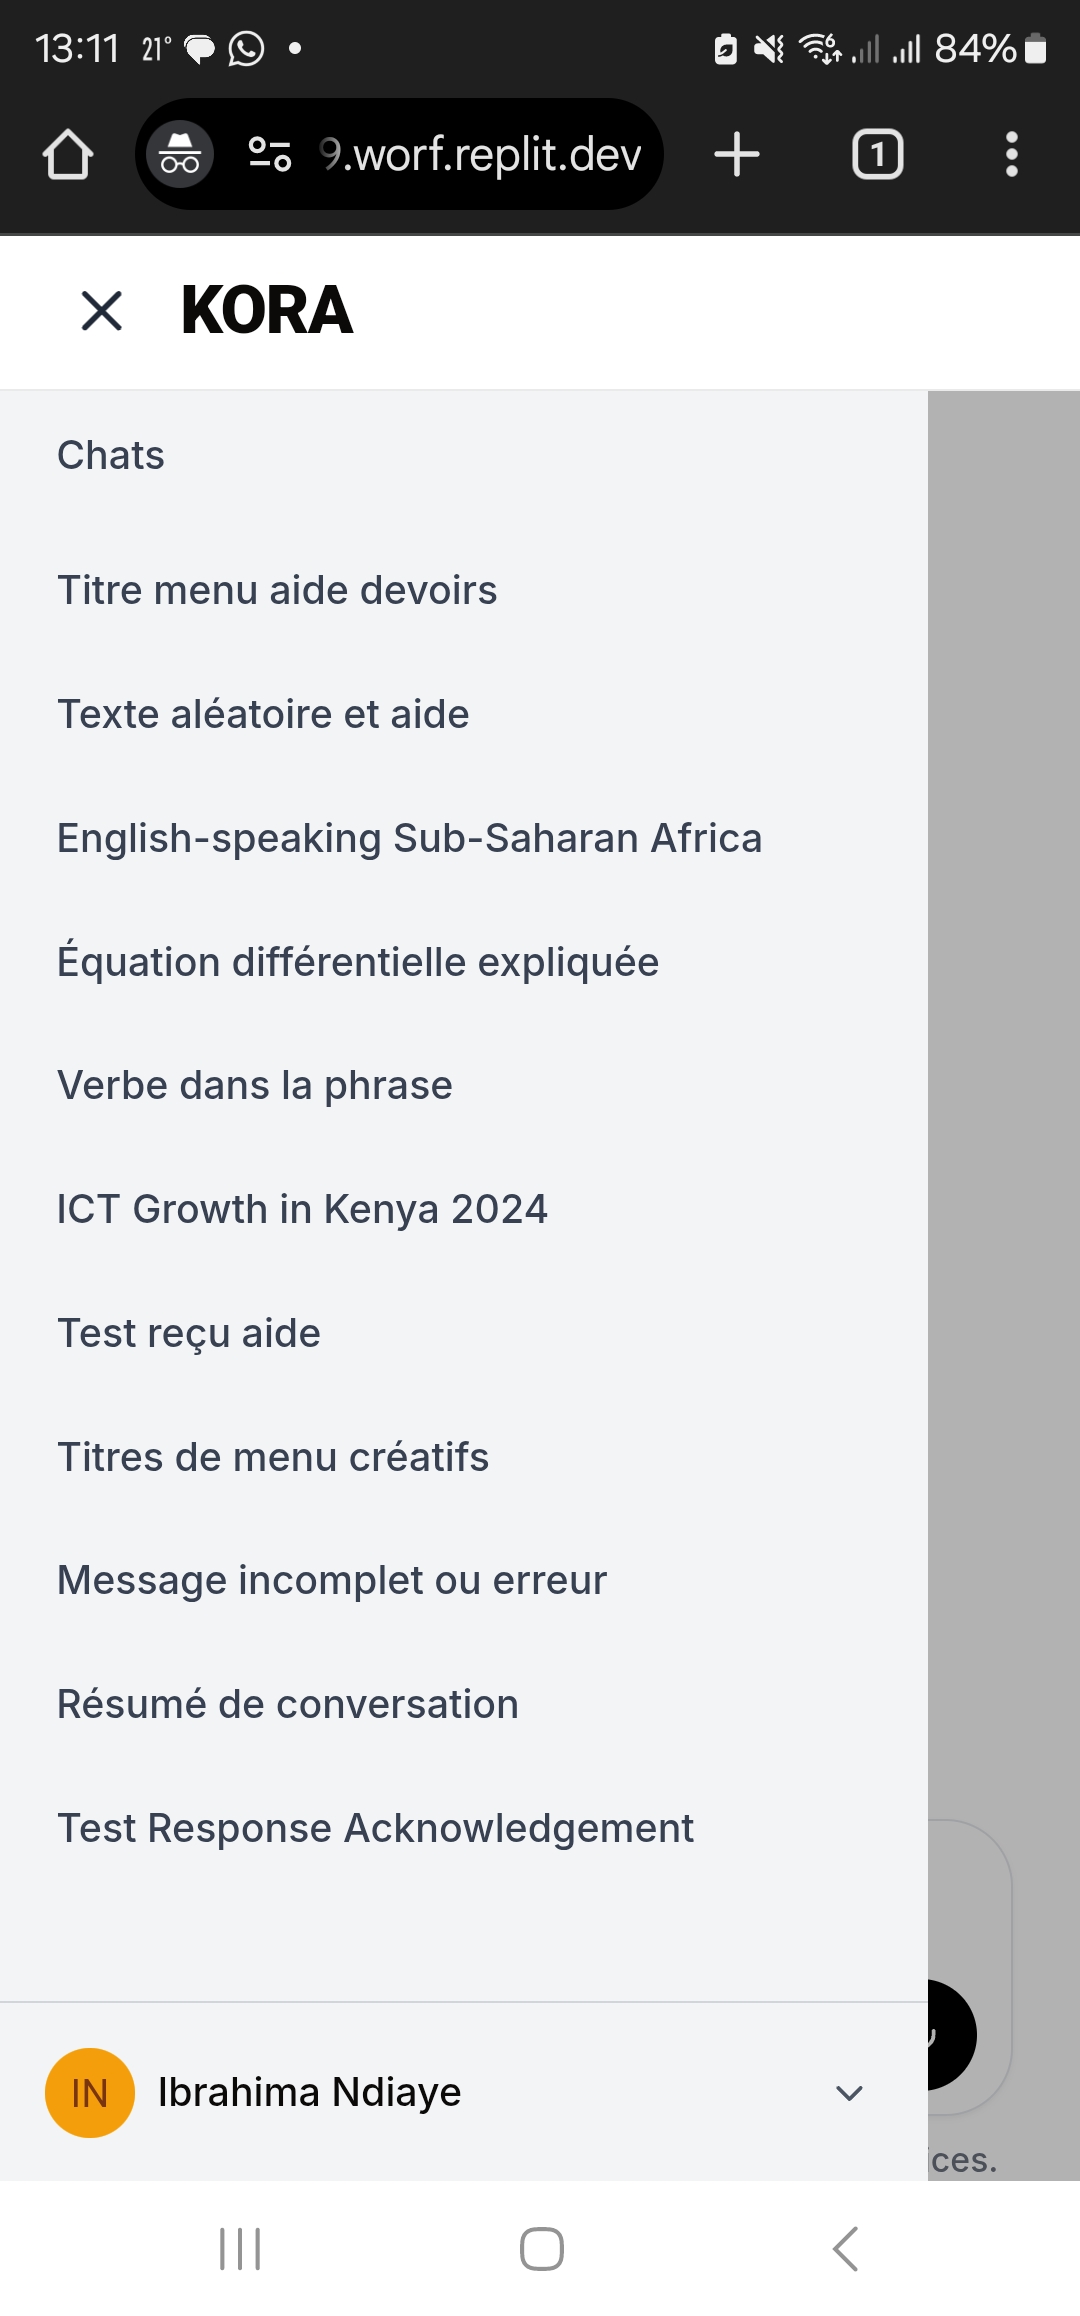 13:11 21° 84%
9.worf.replit.dev 1
KORA
Chats
Titre menu aide devoirs
Texte aléatoire et aide
English-speaking Sub-Saharan Africa
Équation différentielle expliquée
Verbe dans la phrase
ICT Growth in Kenya 2024
Test reçu aide
Titres de menu créatifs
Message incomplet ou erreur
Résumé de conversation
Test Response Acknowledgement
IN Ibrahima Ndiaye
ces.